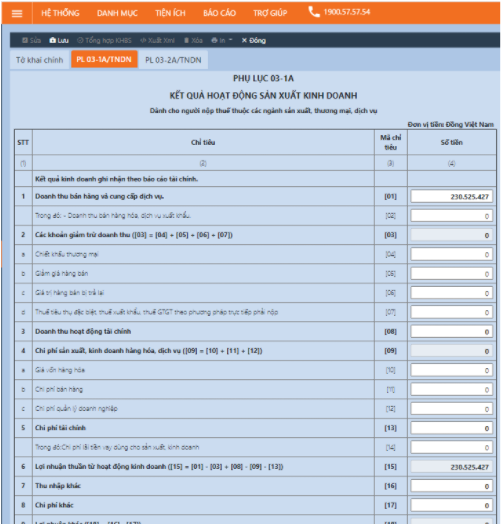 HỆ THỐNG DANH MỤC TIỆN ÍCH BÁO CÁO TRỢ GIÚP 1900.57.57.54
Sửa Lưu Tổng hợp KHBS Xuất Xml Xóa In Đóng
Tờ khai chính PL 03-1A/TNDN PL 03-2A/TNDN
PHỤ LỤC 03-1A
KẾT QUẢ HOẠT ĐỘNG SẢN XUẤT KINH DOANH
Dành cho người nộp thuế thuộc các ngành sản xuất, thương mại, dịch vụ
Đơn vị tiền: Đồng Việt Nam
STT Chỉ tiêu Mã chỉ tiêu Số tiền
(1) (2) (3) (4)
Kết quả kinh doanh ghi nhận theo báo cáo tài chính.
1 Doanh thu bán hàng và cung cấp dịch vụ. [01] 230.525.427
Trong đó: - Doanh thu bán hàng hóa, dịch vụ xuất khẩu [02] 0
2 Các khoản giảm trừ doanh thu ([03] = [04] + [05] + [06] + [07]) [03] 0
a Chiết khấu thương mại [04] 0
b Giảm giá hàng bán [05] 0
c Giá trị hàng bán bị trả lại [06] 0
d Thuế tiêu thụ đặc biệt, thuế xuất khẩu, thuế GTGT theo phương pháp trực tiếp phải nộp [07] 0
3 Doanh thu hoạt động tài chính [08] 0
4 Chi phí sản xuất, kinh doanh hàng hóa, dịch vụ ([09] = [10] + [11] + [12]) [09] 0
a Giá vốn hàng hóa [10] 0
b Chi phí bán hàng [11] 0
c Chi phí quản lý doanh nghiệp [12] 0
5 Chi phí tài chính [13] 0
Trong đó:Chi phí lãi tiền vay dùng cho sản xuất, kinh doanh [14] 0
6 Lợi nhuận thuần từ hoạt động kinh doanh ([15] = [01] - [03] + [08] - [09] - [13]) [15] 230.525.427
7 Thu nhập khác [16] 0
8 Chi phí khác [17] 0